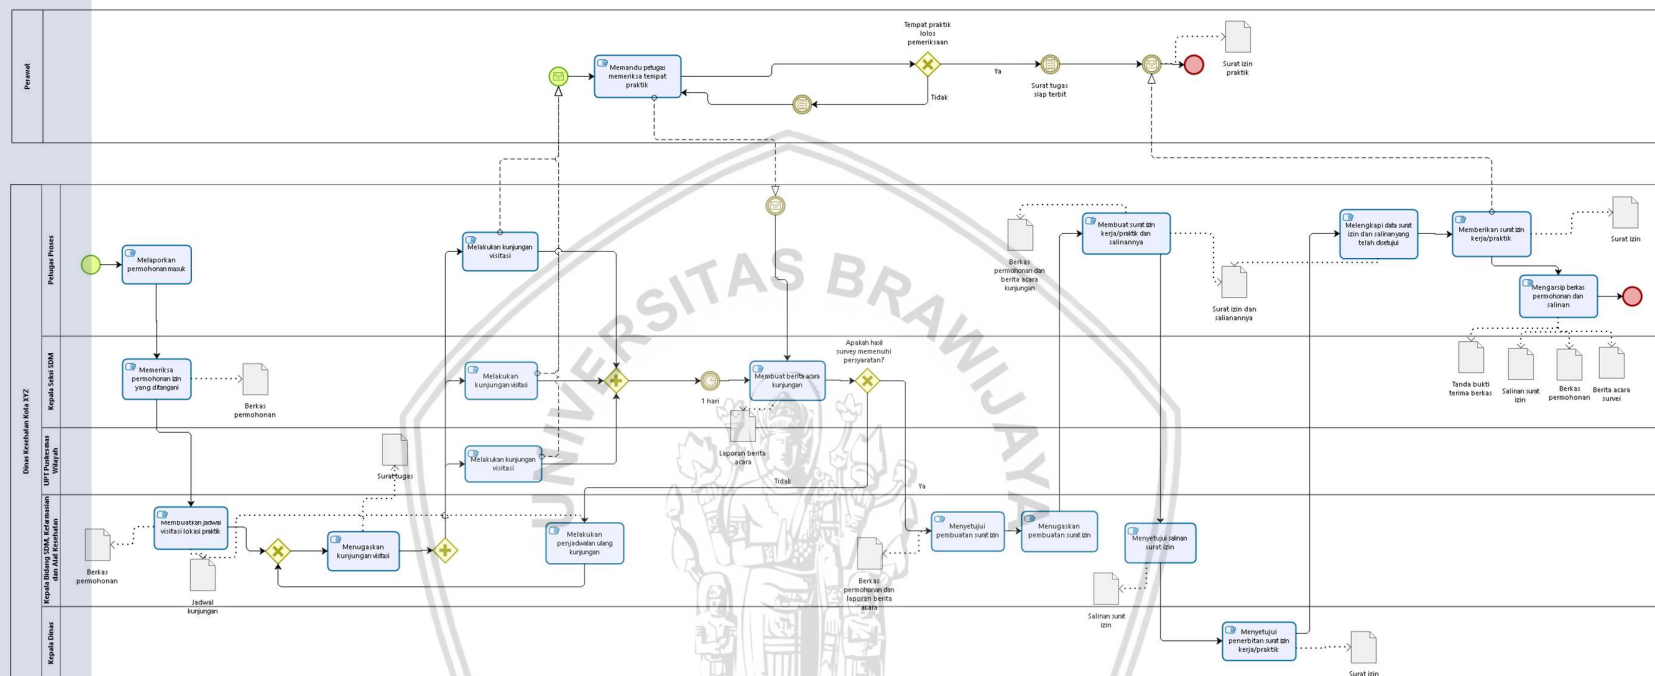 Perawat
Memandu petugas
memeriksa tempat
praktik
Tempat praktik
lolos
pemeriksaan
Ya
Tidak
Surat tugas
siap terbit
Surat izin
praktik
Dinas Kesehatan Kota XYZ
Petugas Proses
Melaporkan
permohonan masuk
Melakukan kunjungan
visitasi
Berkas
permohonan dan
berita acara
kunjungan
Membuat surat izin
kerja/praktik dan
salinannya
Surat izin dan
salianannya
Melengkapi data surat
izin dan salinan yang
telah disetujui
Memberikan surat izin
kerja/praktik
Surat izin
Mengarsip berkas
permohonan dan
salinan
Tanda bukti
terima berkas
Salinan surat
izin
Berkas
permohonan
Berita acara
survei
Kepala Seksi SDM
Memeriksa
permohonan izin
yang ditangani
Berkas
permohonan
Melakukan
kunjungan visitasi
1 hari
Membuat berita acara
kunjungan
Laporan berita
acara
Apakah hasil
survey memenuhi
persyaratan?
Tidak
Ya
UPT Puskesmas
Wilayah
Melakukan kunjungan
visitasi
Surat tugas
Kepala Bidang SDM, Kefarmasian
dan Alat Kesehatan
Membuatkan jadwal
visitasi lokasi praktik
Berkas
permohonan
Jadwal
kunjungan
Menugaskan
kunjungan visitasi
Melakukan
penjadwalan ulang
kunjungan
Berkas
permohonan dan
laporan berita
acara
Menyetujui
pembuatan surat izin
Menugaskan
pembuatan surat izin
Menyetujui salinan
surat izin
Salinan surat
izin
Kepala Dinas
Menyetujui
penerbitan surat izin
kerja/praktik
Surat izin
UNIVERSITAS BRAWIJAYA